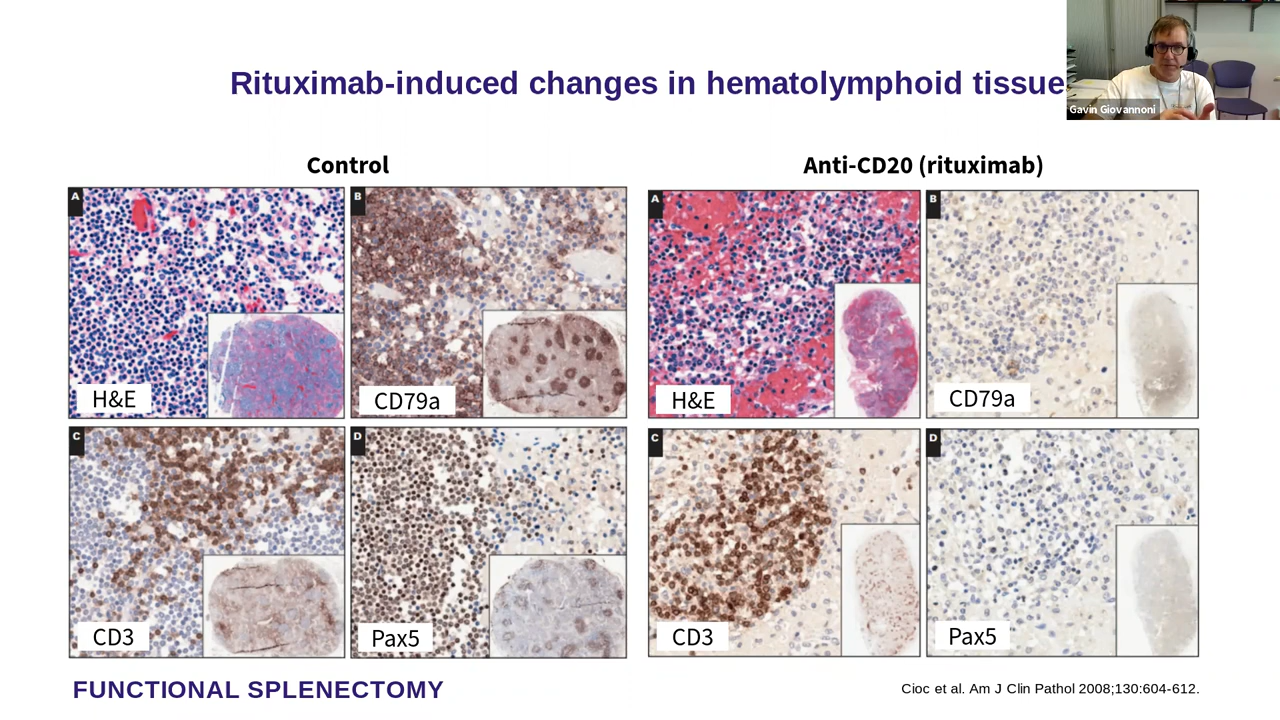 Rituximab-induced changes in hematolymphoid tissue
Gavin Giovannoni
Control
Anti-CD20 (rituximab)
A
H&E
B
CD79a
A
H&E
B
CD79a
C
CD3
D
Pax5
C
CD3
D
Pax5
FUNCTIONAL SPLENECTOMY
Cioc et al. Am J Clin Pathol 2008;130:604-612.